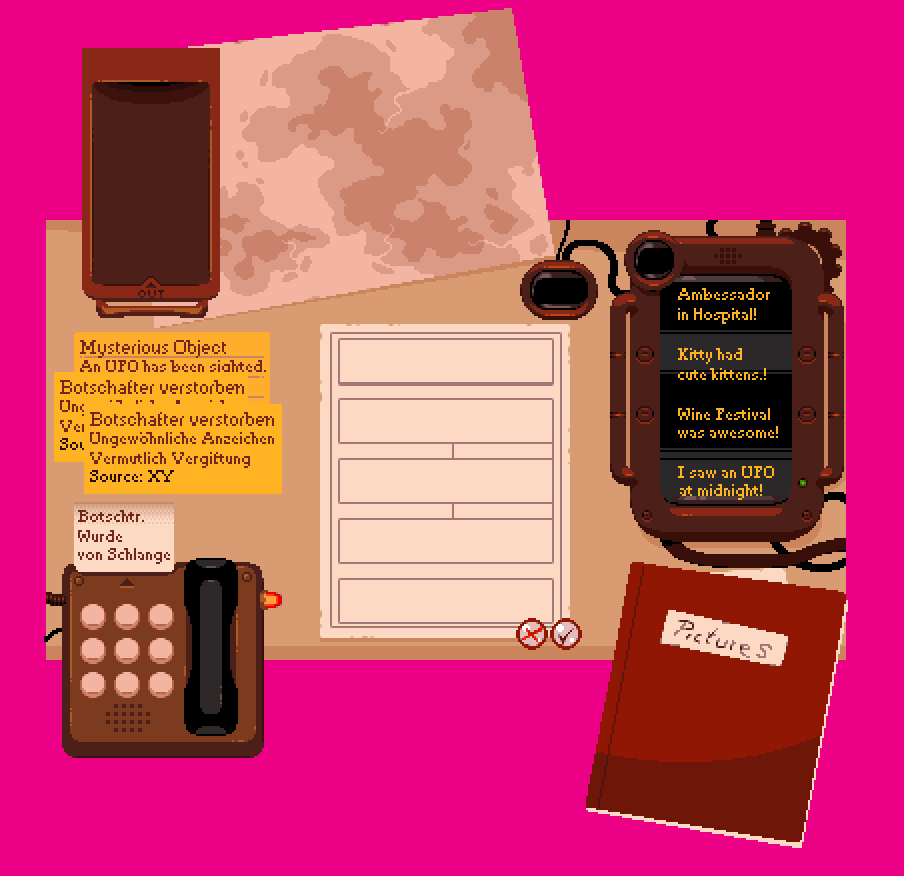 OUT
Mysterious Object
An UFO has been sighted.
Botschafter verstorben
Botschafter verstorben
Ungewöhnliche Anzeichen
Vermutlich Vergiftung
Source: XY
Botschtr.
Wurde
von Schlange
Ambassador
in Hospital!
Kitty had
cute kittens.!
Wine Festival
was awesome!
I saw an UFO
at midnight!
Pictures